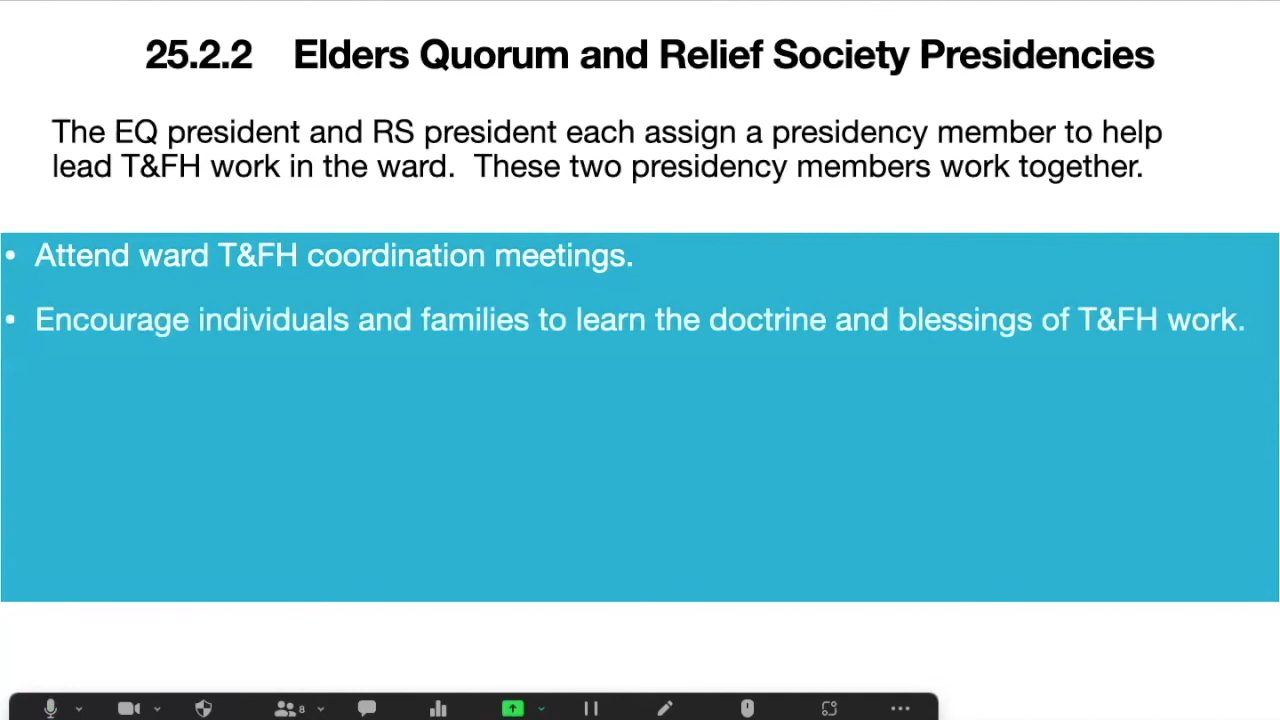 25.2.2 Elders Quorum and Relief Society Presidencies
The EQ president and RS president each assign a presidency member to help
lead T&FH work in the ward. These two presidency members work together.
• Attend ward T&FH coordination meetings.
• Encourage individuals and families to learn the doctrine and blessings of T&FH work.
8